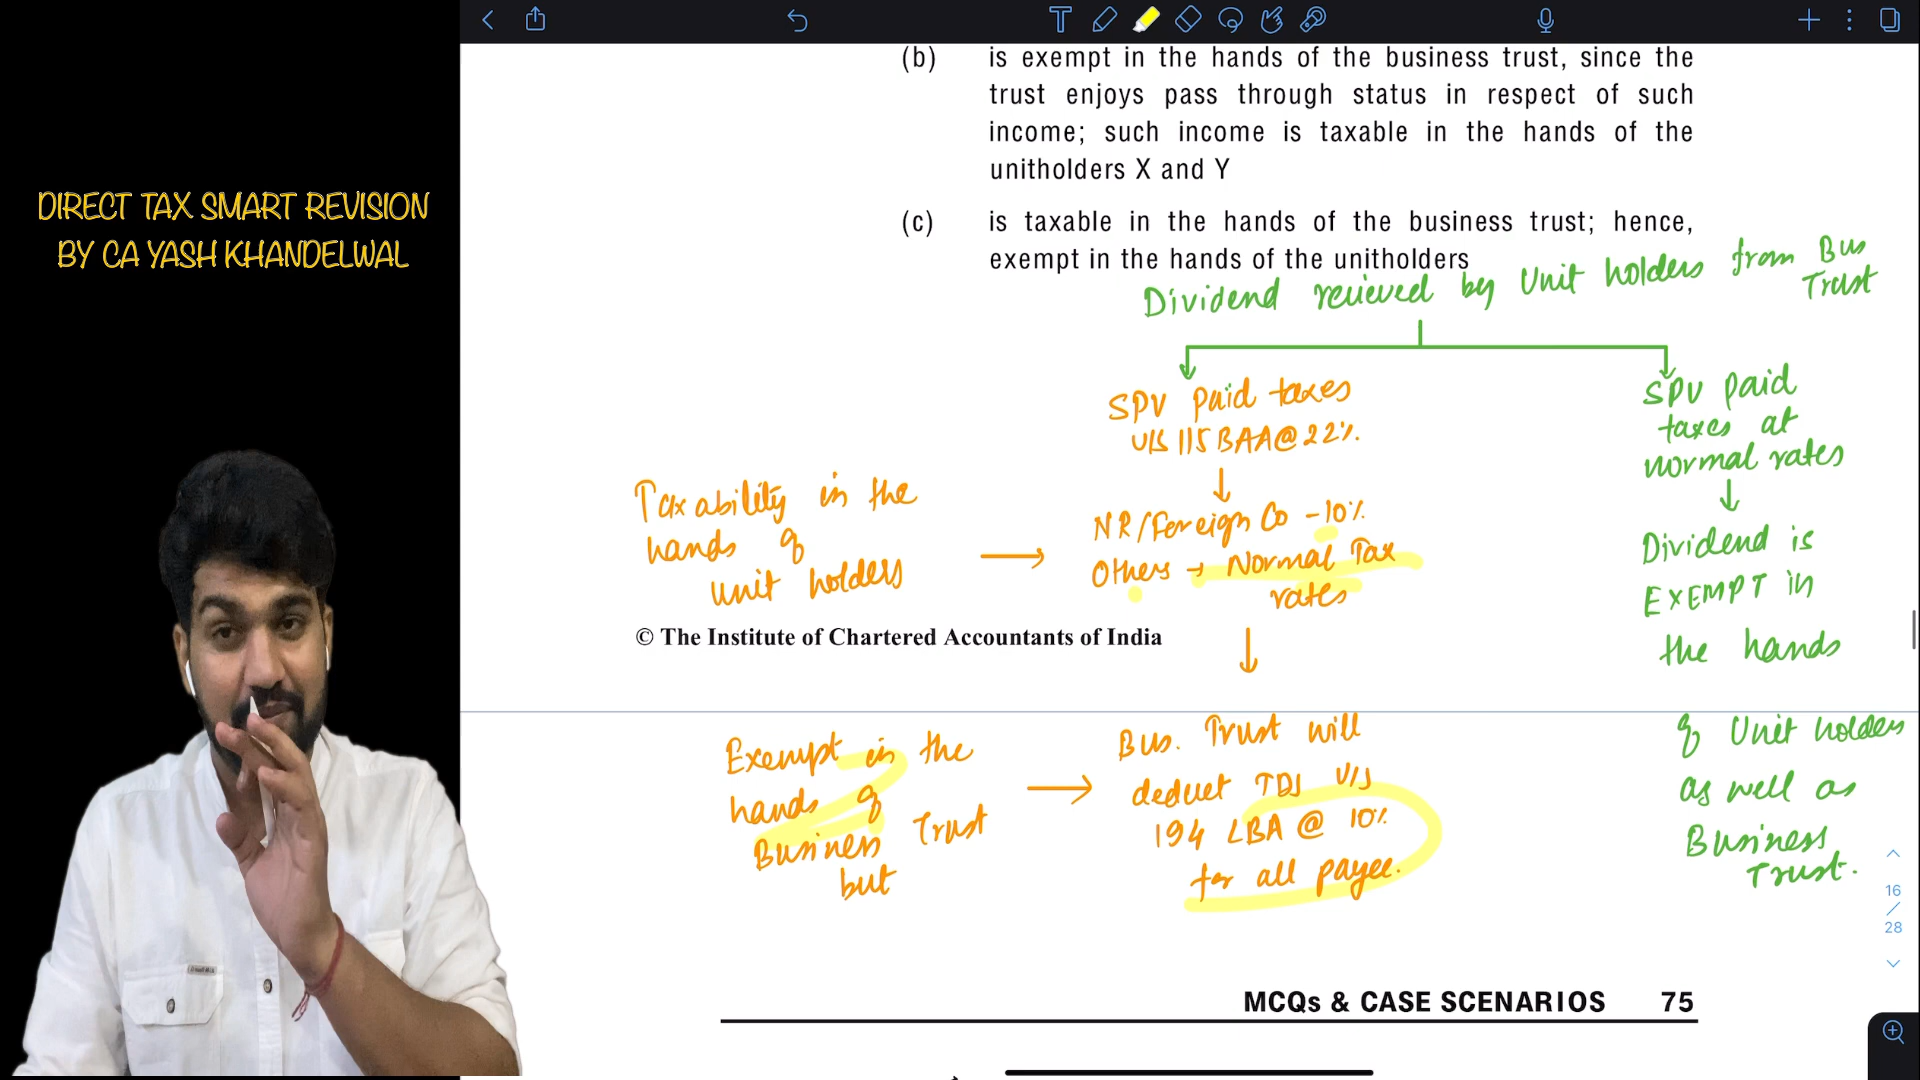 DIRECT TAX SMART REVISION
BY CA YASH KHANDELWAL
(b) is exempt in the hands of the business trust, since the
trust enjoys pass through status in respect of such
income; such income is taxable in the hands of the
unitholders X and Y
(c) is taxable in the hands of the business trust; hence,
exempt in the hands of the unitholders
Dividend recieved by Unit holders from Bus
Trust
SPV Paid taxes
U/S 115 BAA @ 22%.
SPV paid
taxes at
normal rates
Taxability in the
hands of
unit holders
NR/Foreign Co - 10%
Others → Normal Tax
rates
Dividend is
EXEMPT in
the hands
© The Institute of Chartered Accountants of India
Exempt in the
hands of
Business Trust
but
Bus. Trust will
deduct TDS U/S
194 LBA @ 10%
for all payee.
of Unit holders
as well as
Business
Trust.
16
/
28
MCQs & CASE SCENARIOS 75